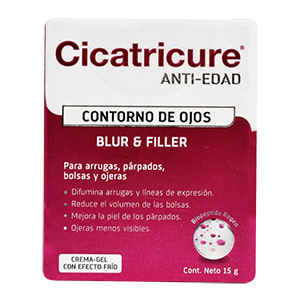 Cicatricure®
ANTI-EDAD
CONTORNO DE OJOS
BLUR & FILLER
Para arrugas, párpados,
bolsas y ojeras
• Difumina arrugas y líneas de expresión.
• Reduce el volumen de las bolsas.
• Mejora la piel de los párpados.
• Ojeras menos visibles.
Biopeptide Regen
CREMA-GEL
CON EFECTO FRÍO
Cont. Neto 15 g